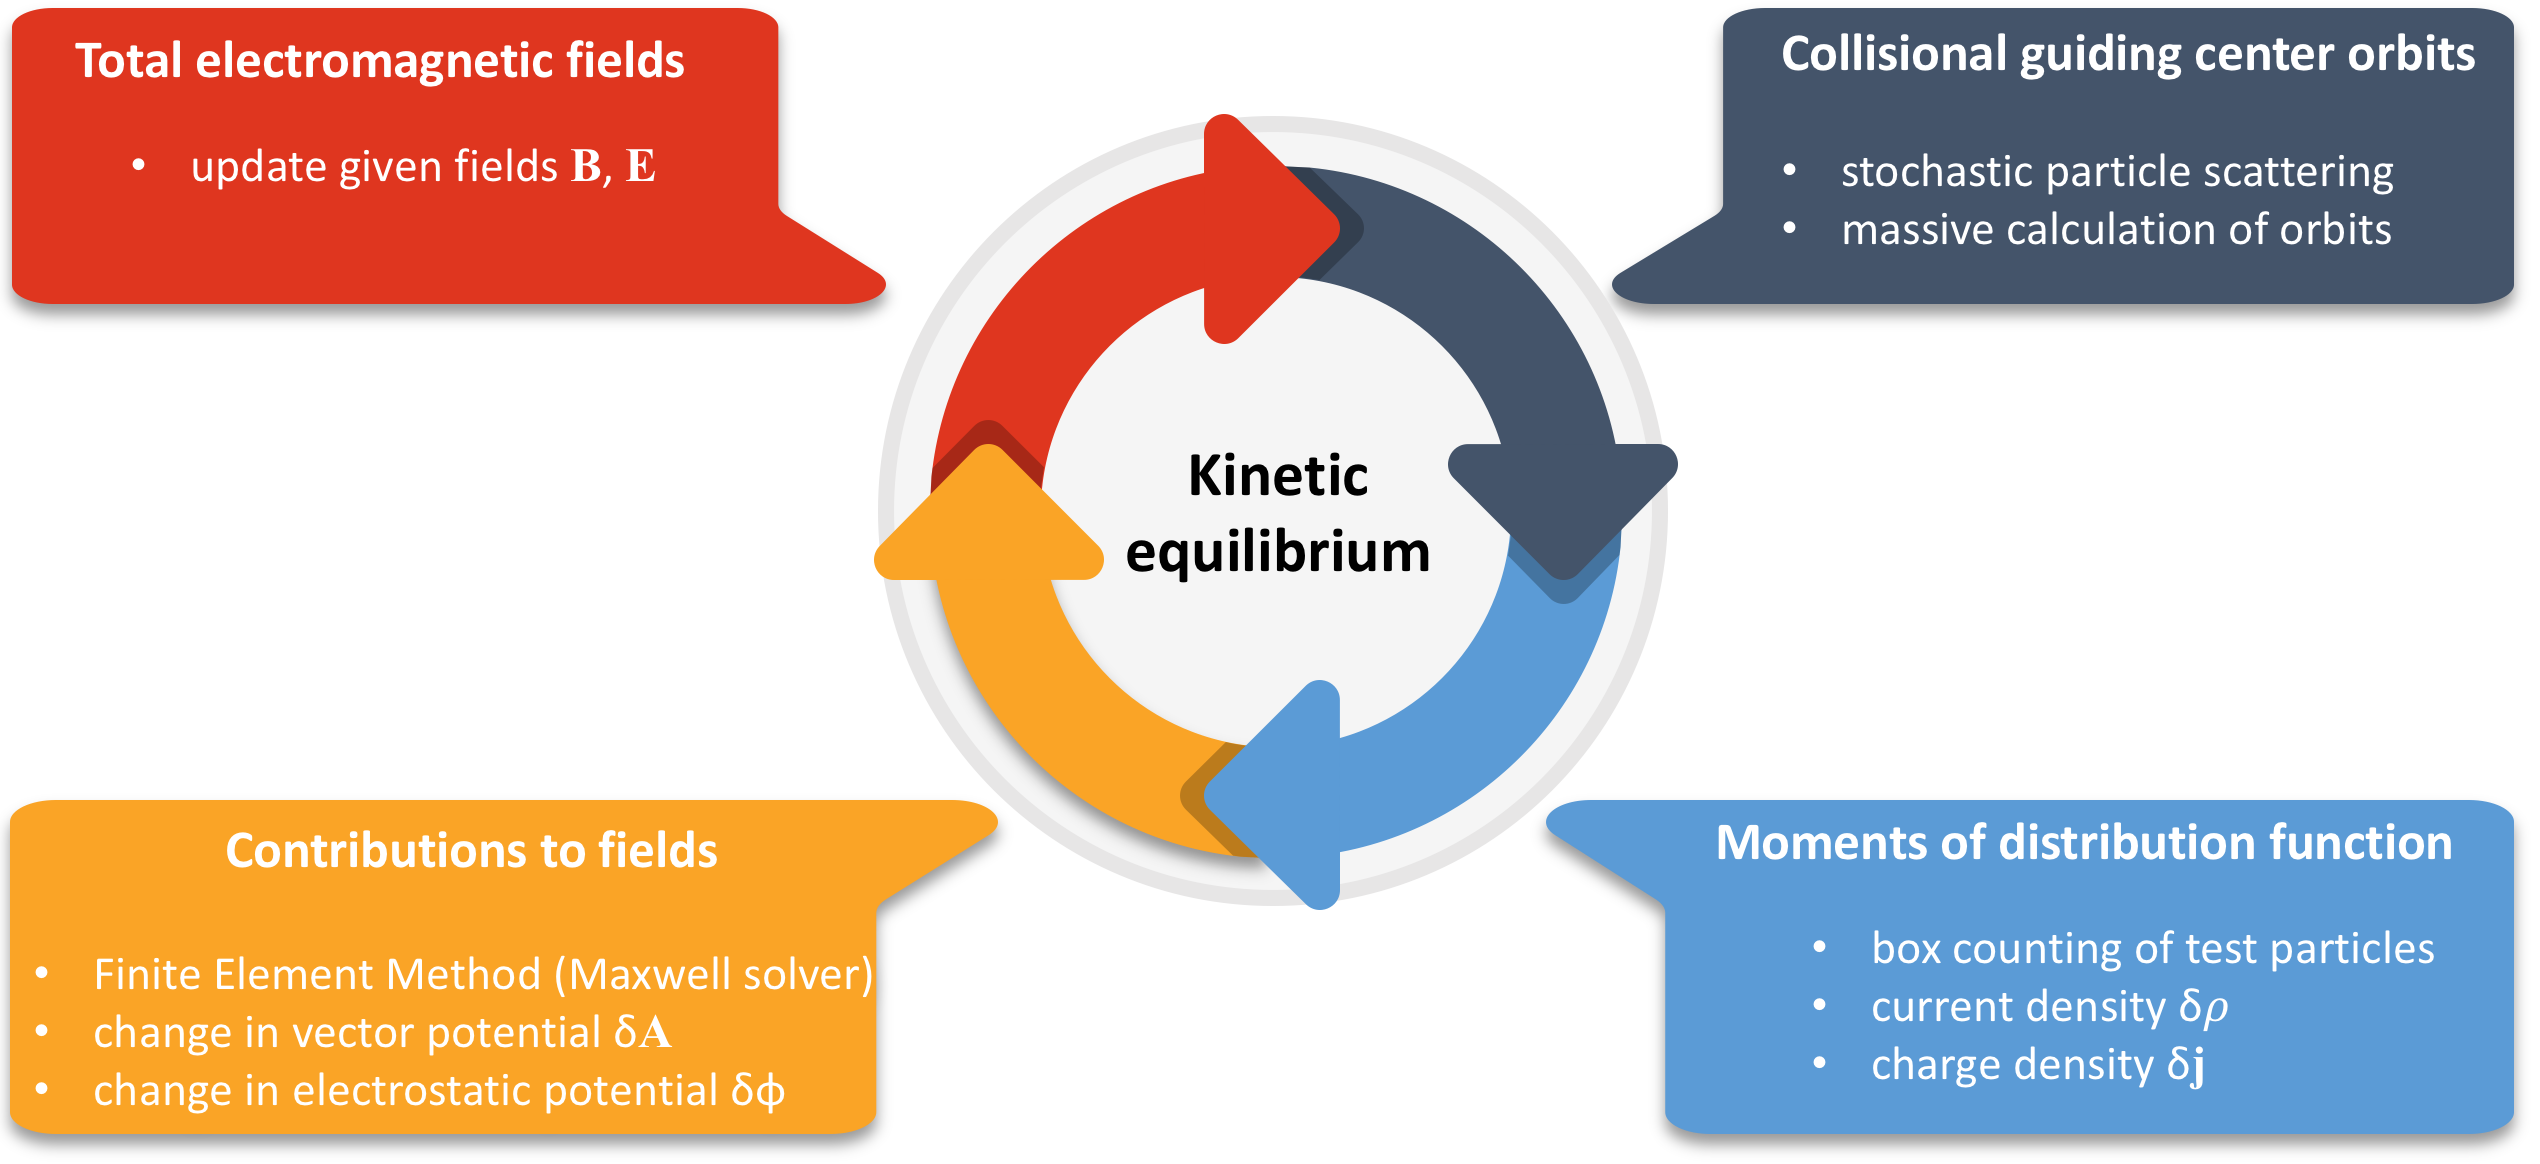 Total electromagnetic fields
• update given fields B, E
Collisional guiding center orbits
• stochastic particle scattering
• massive calculation of orbits
Kinetic
equilibrium
Contributions to fields
• Finite Element Method (Maxwell solver)
• change in vector potential δA
• change in electrostatic potential δϕ
Moments of distribution function
• box counting of test particles
• current density δρ
• charge density δj